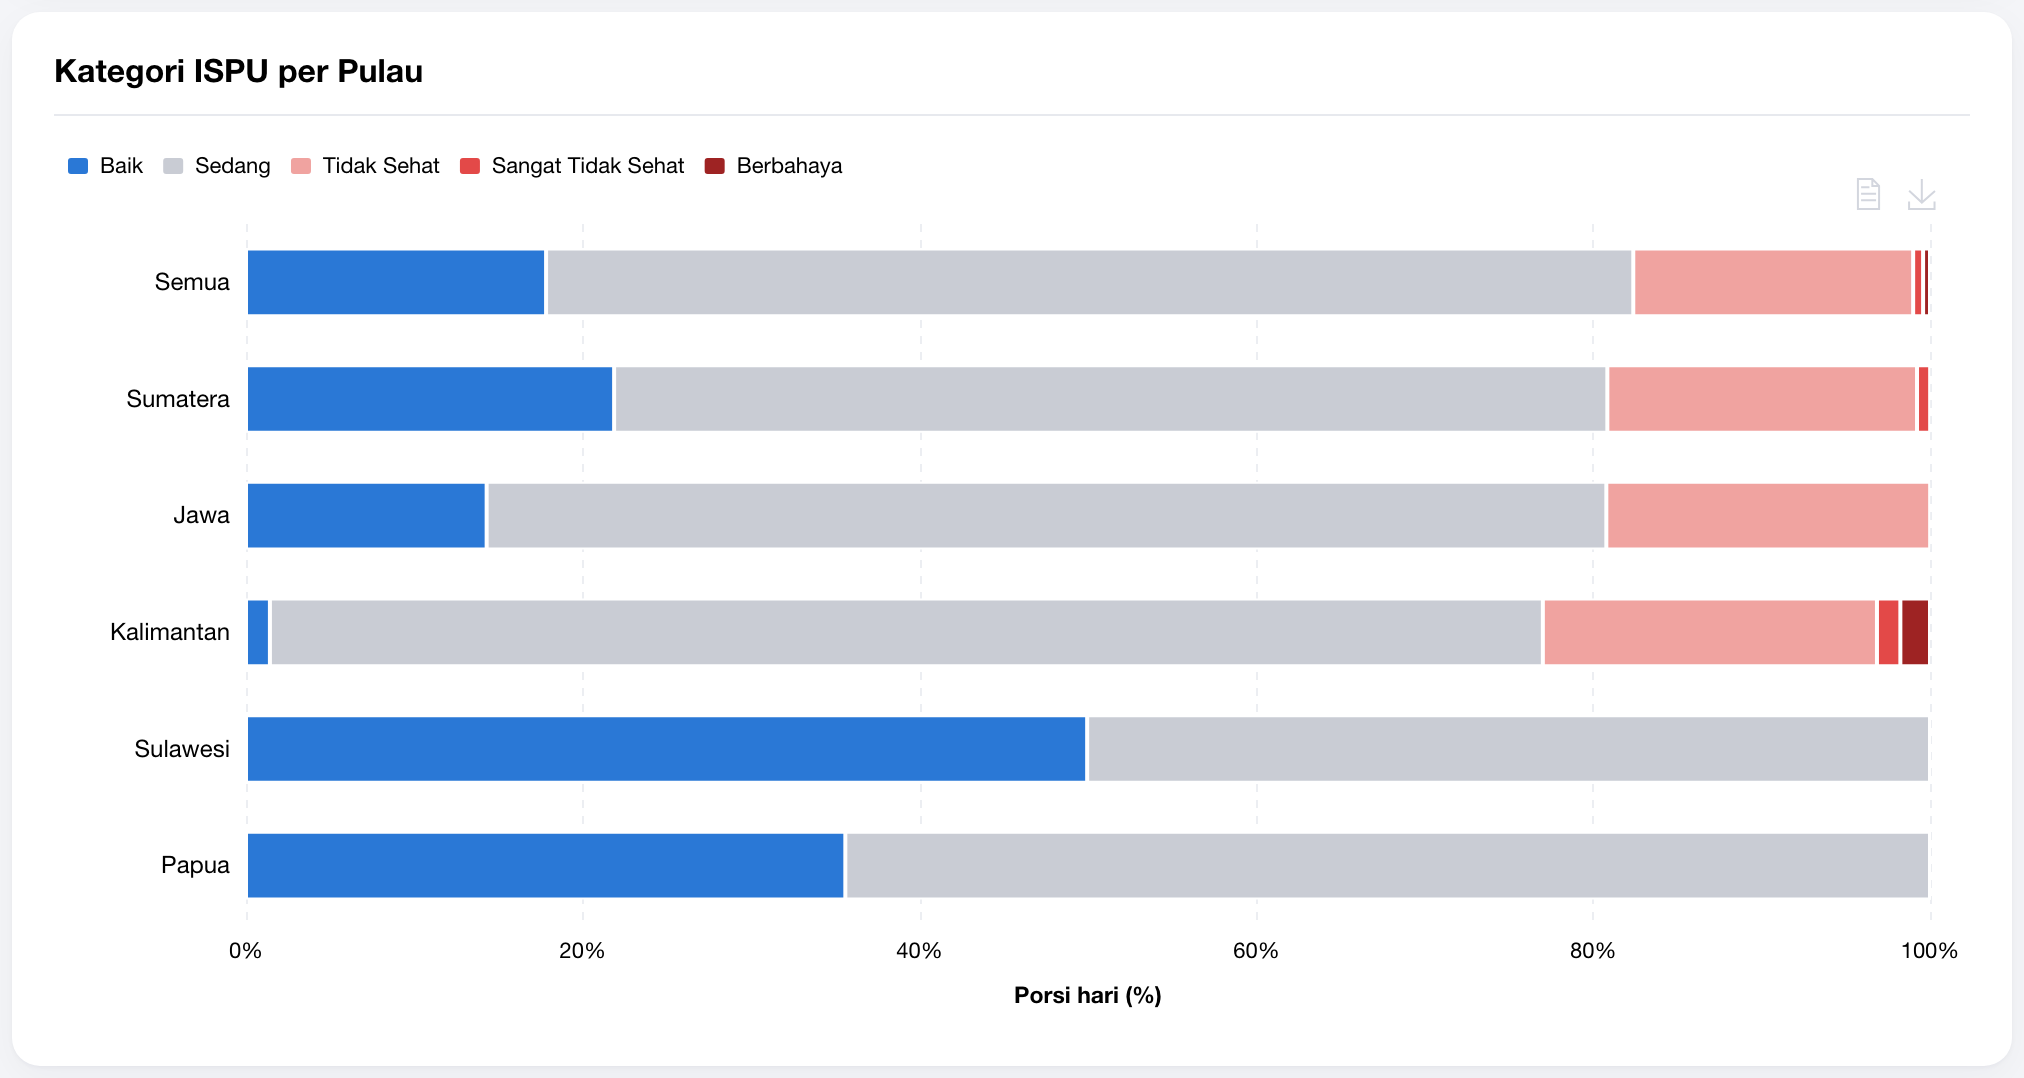 Kategori ISPU per Pulau
Baik Sedang Tidak Sehat Sangat Tidak Sehat Berbahaya
Semua
Sumatera
Jawa
Kalimantan
Sulawesi
Papua
0% 20% 40% 60% 80% 100%
Porsi hari (%)